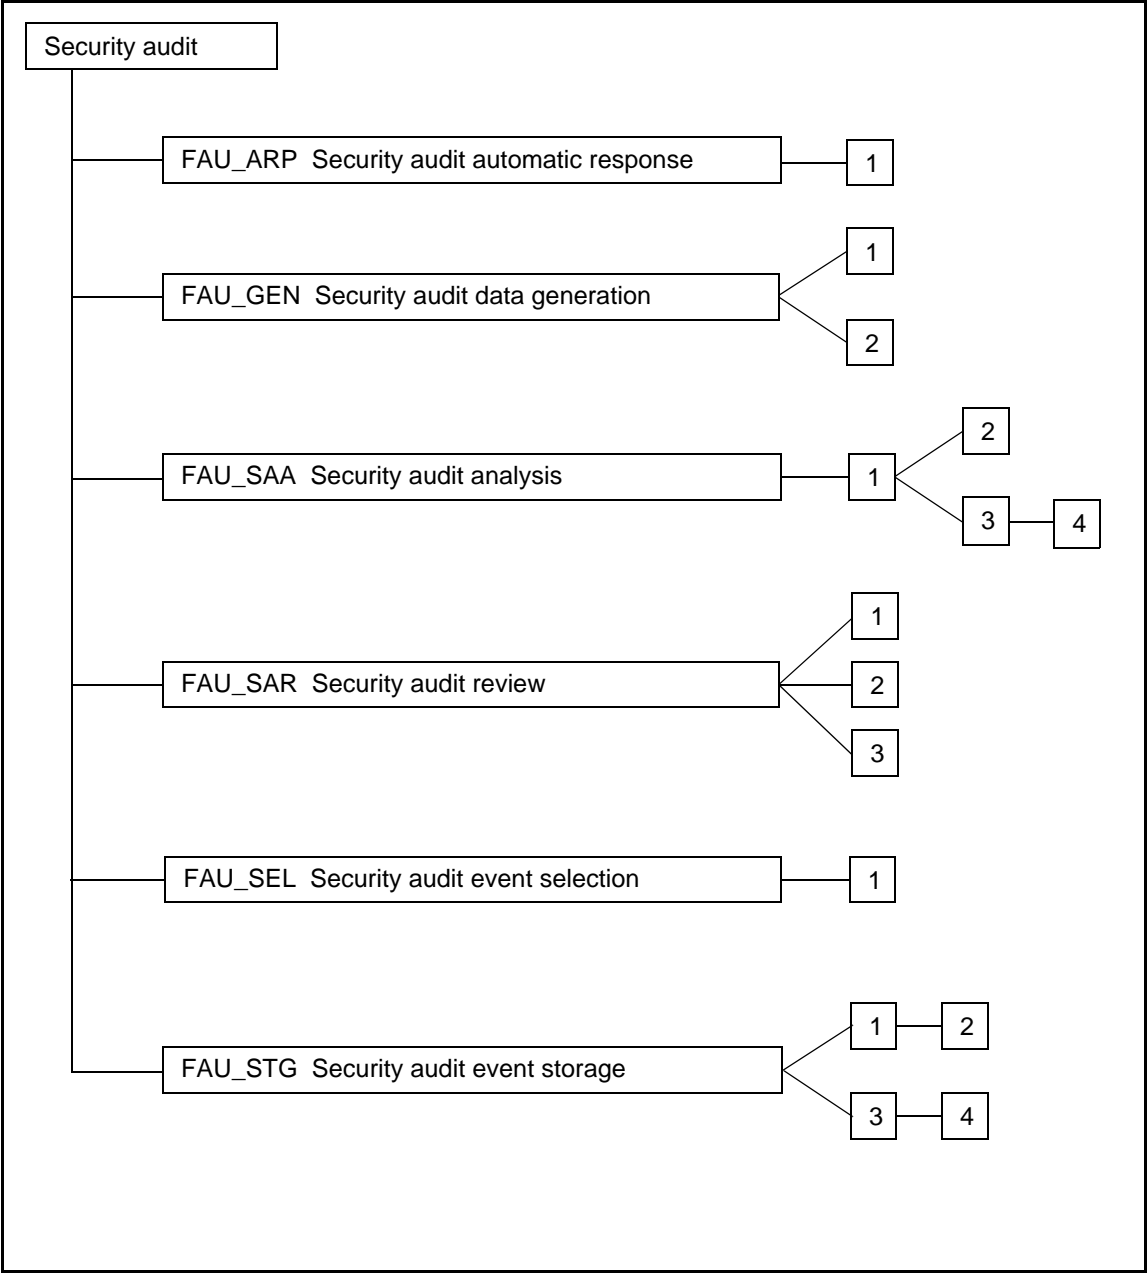 Security audit
FAU_ARP Security audit automatic response 1
1
FAU_GEN Security audit data generation
2
2
FAU_SAA Security audit analysis 1
3 4
1
FAU_SAR Security audit review 2
3
FAU_SEL Security audit event selection 1
1 2
FAU_STG Security audit event storage
3 4